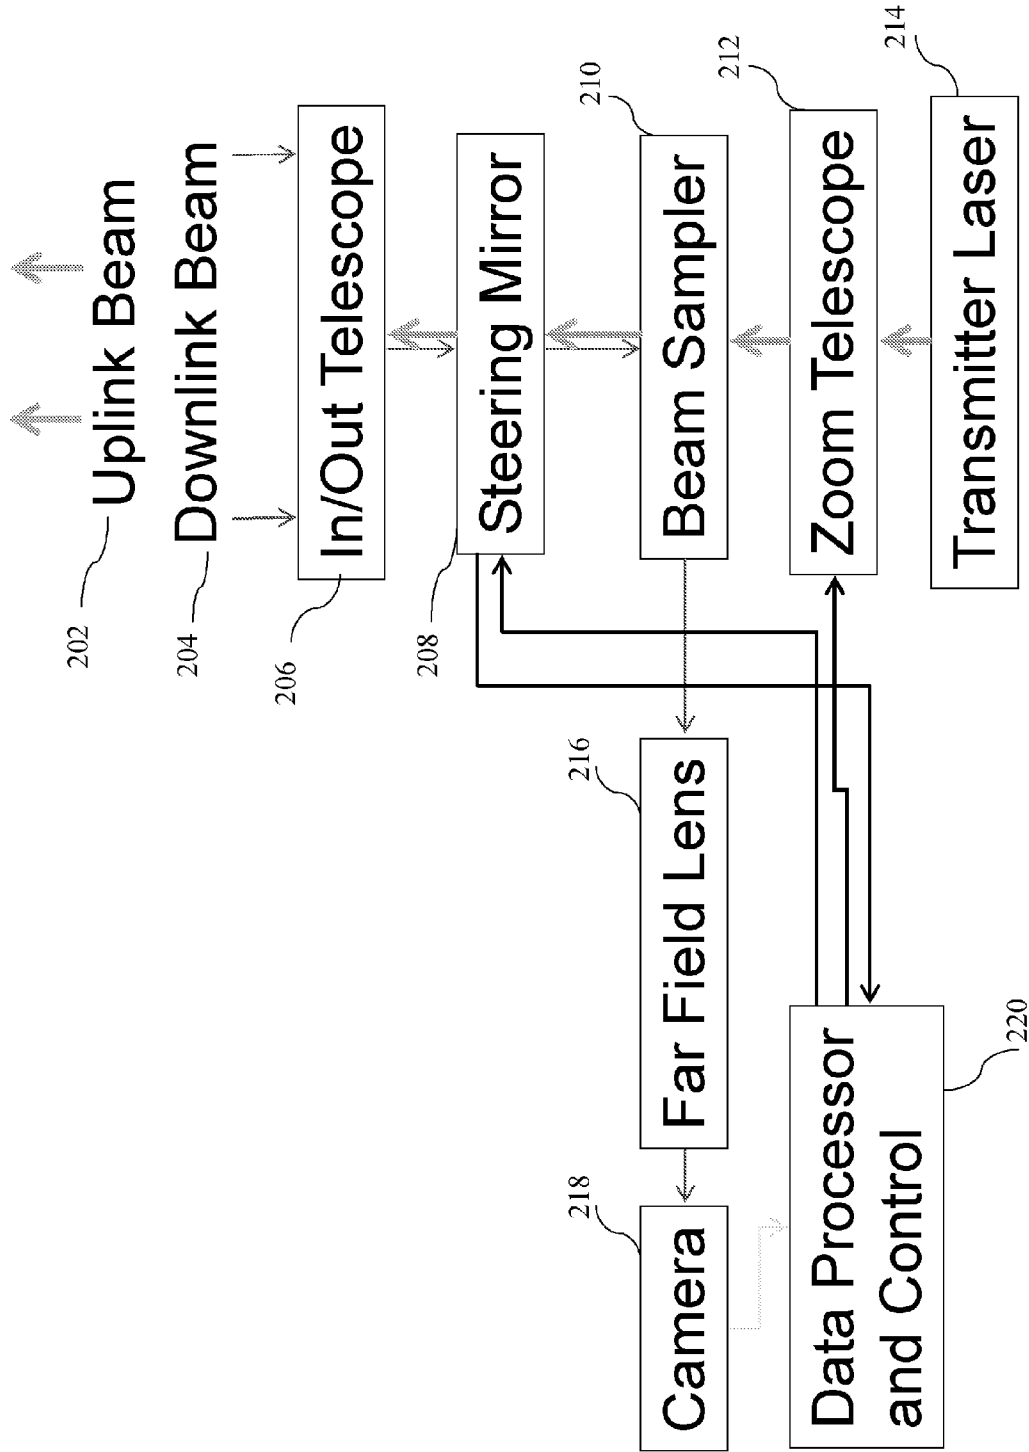 202
Uplink Beam
204
Downlink Beam
206
In/Out Telescope
208
Steering Mirror
210
Beam Sampler
212
Zoom Telescope
214
Transmitter Laser
216
Far Field Lens
218
Camera
220
Data Processor
and Control